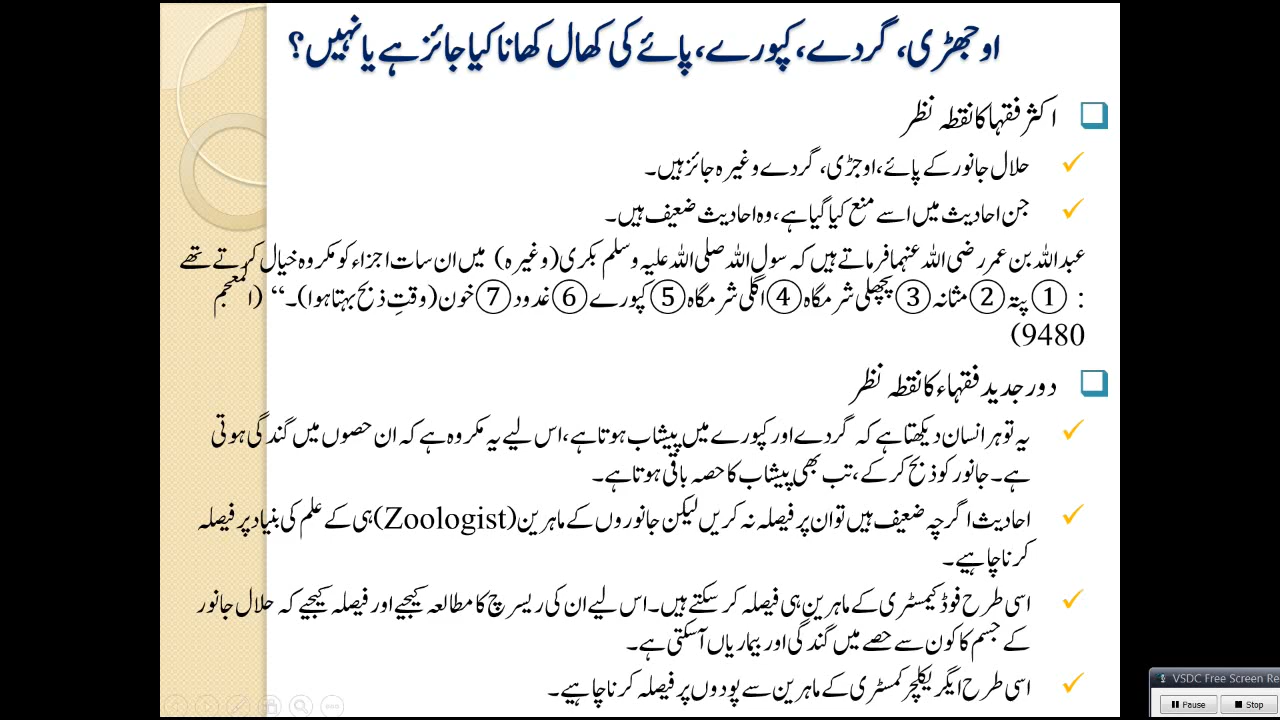 اوجھڑی، گردے، کپورے، پائے کی کھال کھانا کیا جائز ہے یا نہیں؟
اکثر فقہا کا نقطہ نظر
حلال جانور کے پائے، اوجڑی، گردے وغیرہ جائز ہیں۔
جن احادیث میں اسے منع کیا گیا ہے، وہ احادیث ضعیف ہیں۔
عبداللہ بن عمر رضی اللہ عنہما فرماتے ہیں کہ سول اللہ صلی اللہ علیہ وسلم بکری (وغیرہ) میں ان سات اجزاء کو مکروہ خیال کرتے تھے
: ① پتہ ② مثانہ ③ پچھلی شرمگاہ ④ اگلی شرمگاہ ⑤ کپورے ⑥ غدود ⑦ خون (وقتِ ذبح بہتا ہوا)۔‘‘ (المعجم
9480)
دور جدید فقہاء کا نقطہ نظر
یہ تو ہر انسان دیکھتا ہے کہ گردے اور کپورے میں پیشاب ہوتا ہے، اس لیے یہ مکروہ ہے کہ ان حصوں میں گندگی ہوتی
ہے۔ جانور کو ذبح کر کے، تب بھی پیشاب کا حصہ باقی ہوتا ہے۔
احادیث اگرچہ ضعیف ہیں تو ان پر فیصلہ نہ کریں لیکن جانوروں کے ماہرین (Zoologist) ہی کے علم کی بنیاد پر فیصلہ
کرنا چاہیے۔
اسی طرح فوڈ کیمسٹری کے ماہرین ہی فیصلہ کر سکتے ہیں۔ اس لیے ان کی ریسرچ کا مطالعہ کیجیے اور فیصلہ کیجیے کہ حلال جانور
کے جسم کا کون سے حصے میں گندگی اور بیماریاں آ سکتی ہے۔
اسی طرح ایگریکلچر کمسٹری کے ماہرین سے پودوں پر فیصلہ کرنا چاہیے۔
VSDC Free Screen Re
Pause Stop